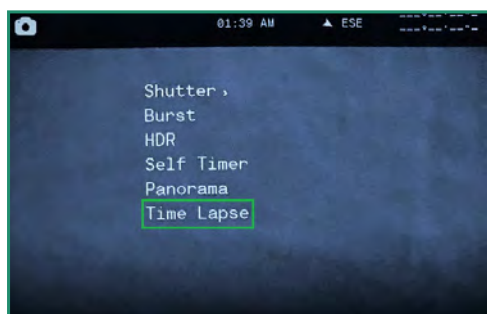 01:39 AM ESE ---°--'--"-
---°--'--"-
Shutter ›
Burst
HDR
Self Timer
Panorama
Time Lapse